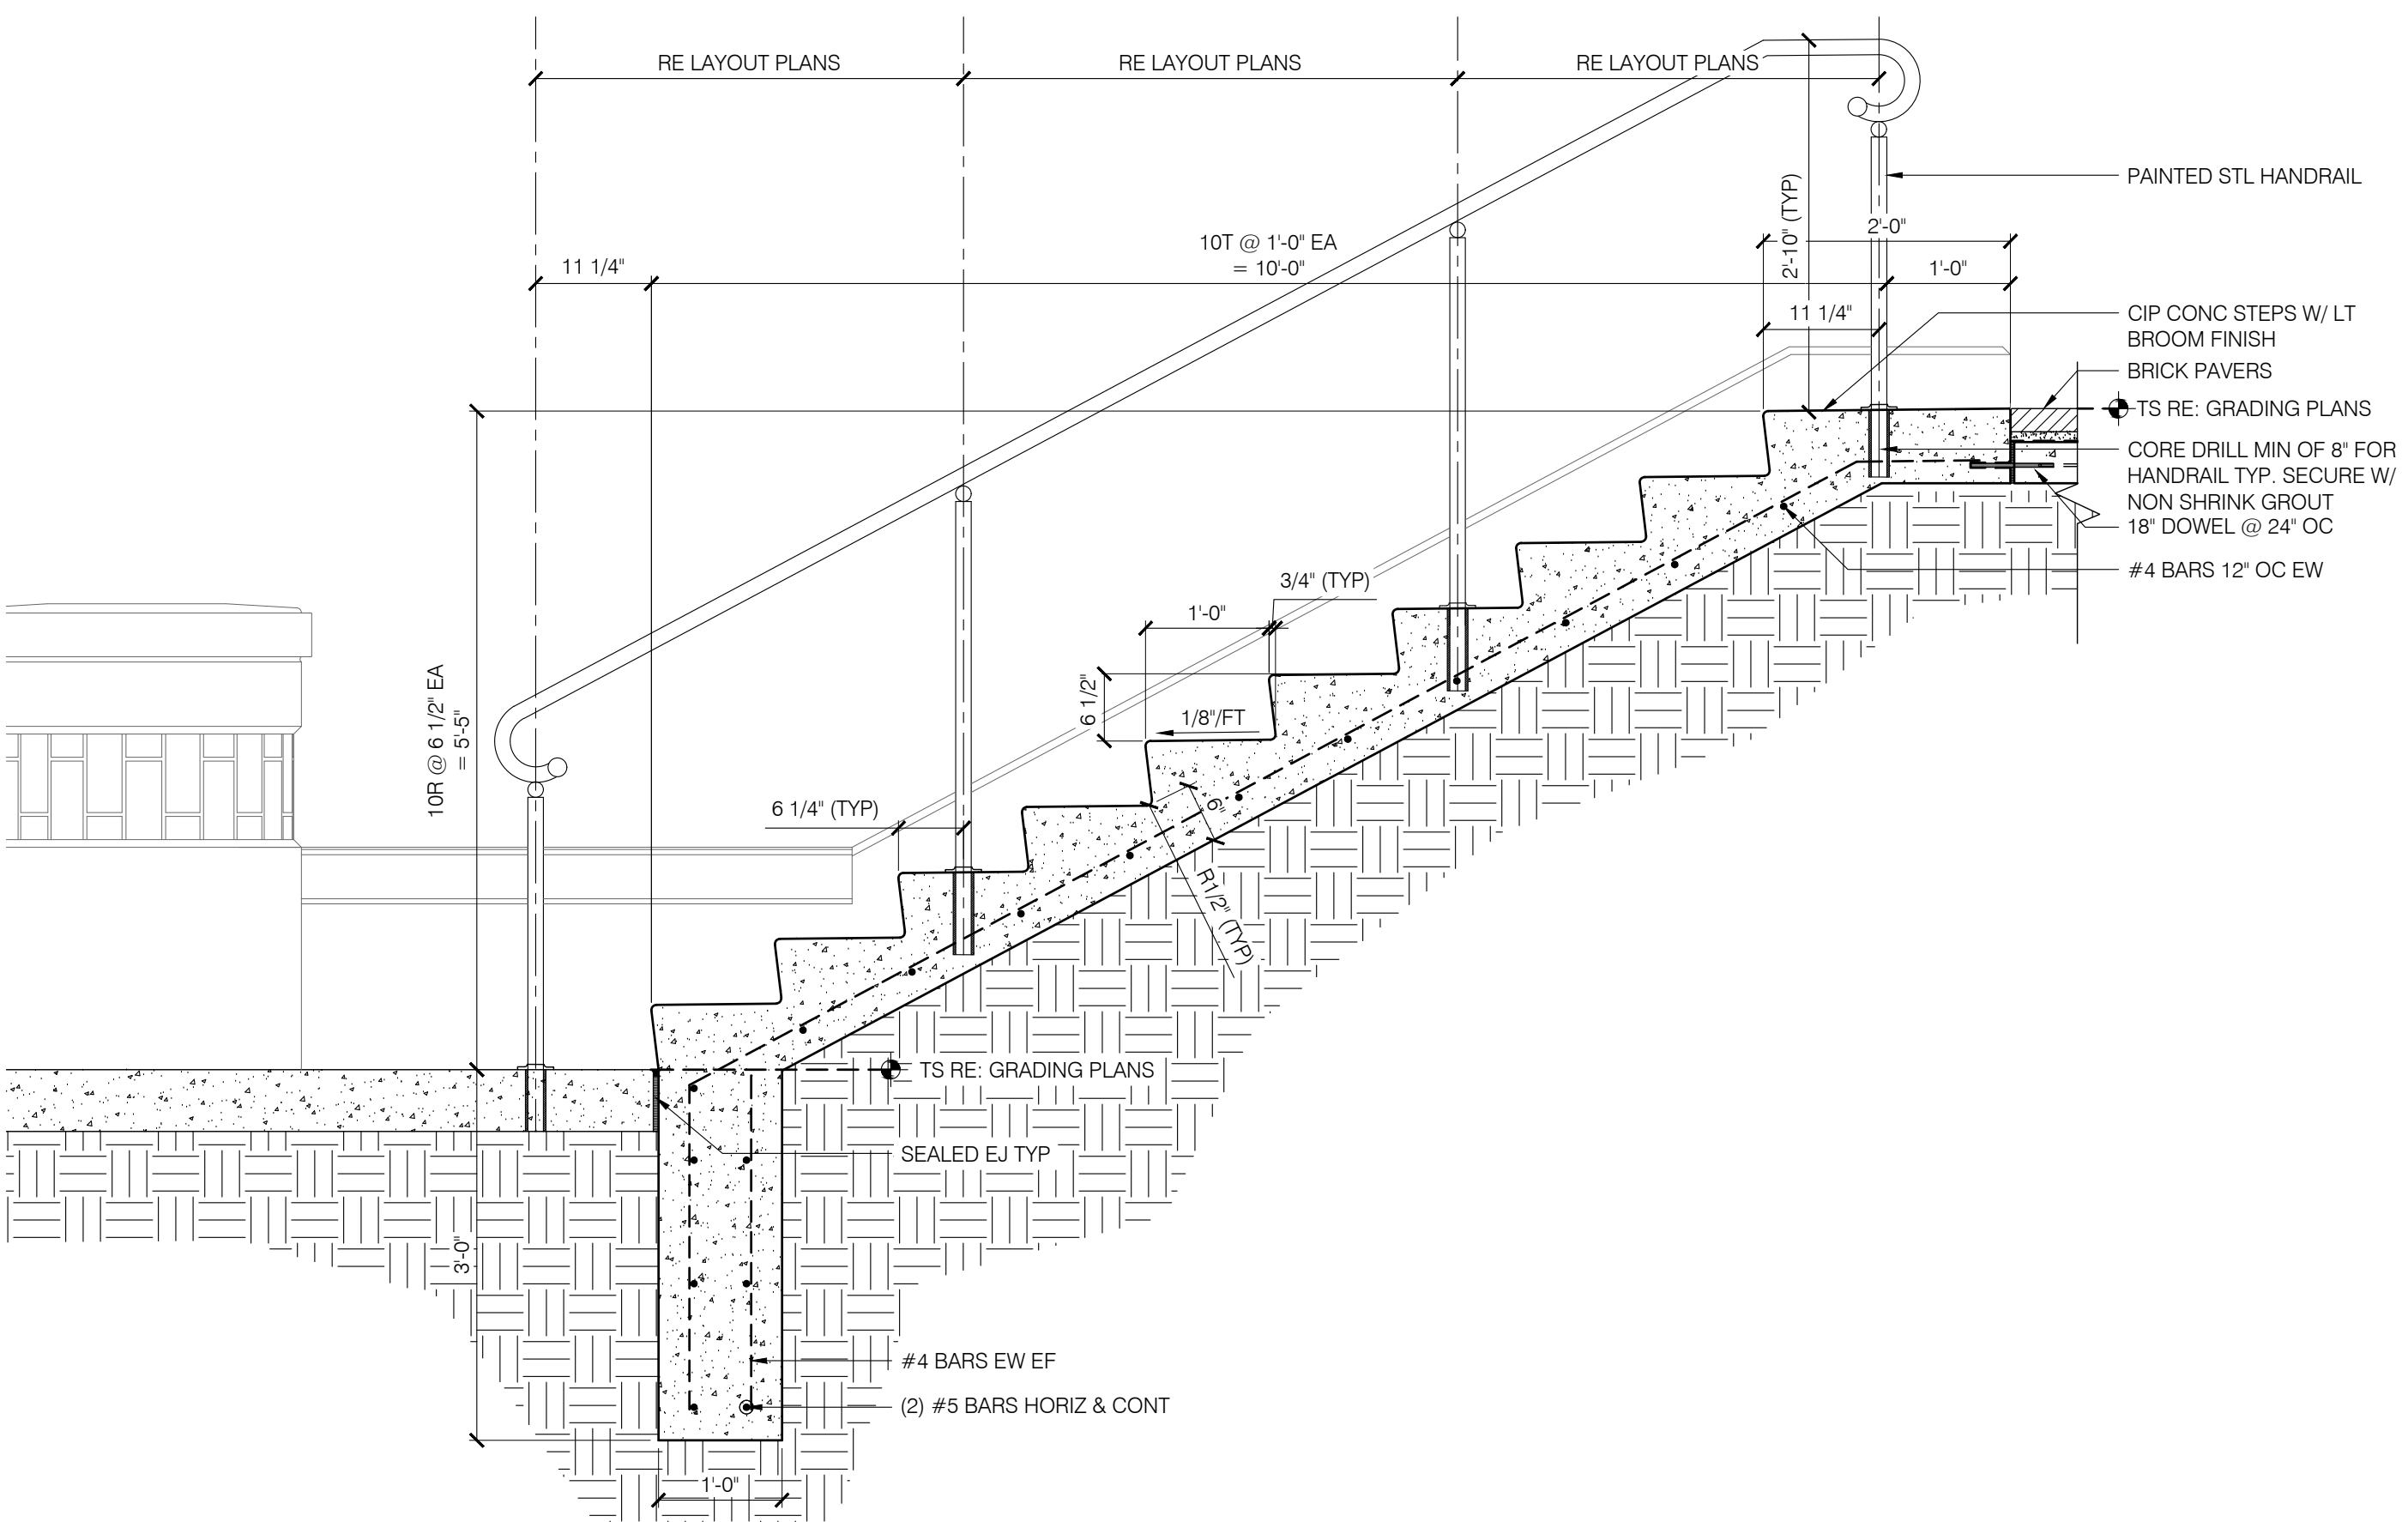 RE LAYOUT PLANS
RE LAYOUT PLANS
RE LAYOUT PLANS
PAINTED STL HANDRAIL
2'-10" (TYP)
2'-0"
10T @ 1'-0" EA
= 10'-0"
11 1/4"
1'-0"
11 1/4"
CIP CONC STEPS W/ LT
BROOM FINISH
BRICK PAVERS
TS RE: GRADING PLANS
CORE DRILL MIN OF 8" FOR
HANDRAIL TYP. SECURE W/
NON SHRINK GROUT
18" DOWEL @ 24" OC
#4 BARS 12" OC EW
3/4" (TYP)
1'-0"
6 1/2"
1/8"/FT
10R @ 6 1/2" EA
= 5'-5"
6 1/4" (TYP)
6"
R1/2" (TYP)
TS RE: GRADING PLANS
SEALED EJ TYP
3'-0"
#4 BARS EW EF
(2) #5 BARS HORIZ & CONT
1'-0"